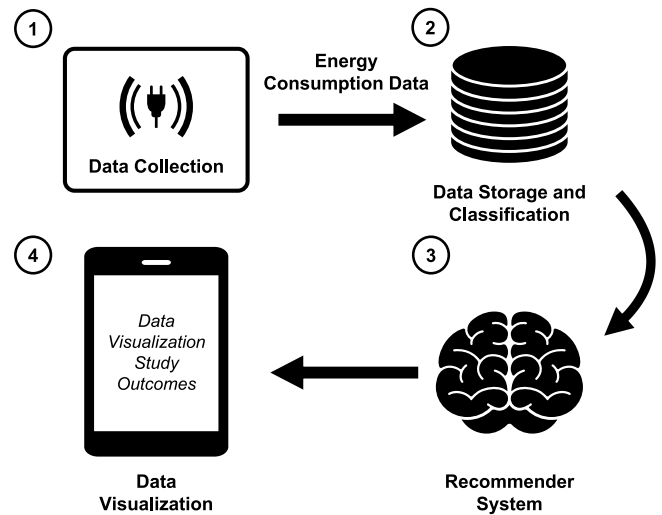 1
Data Collection
Energy
Consumption Data
2
Data Storage and
Classification
3
Recommender
System
4
Data
Visualization
Study
Outcomes
Data
Visualization